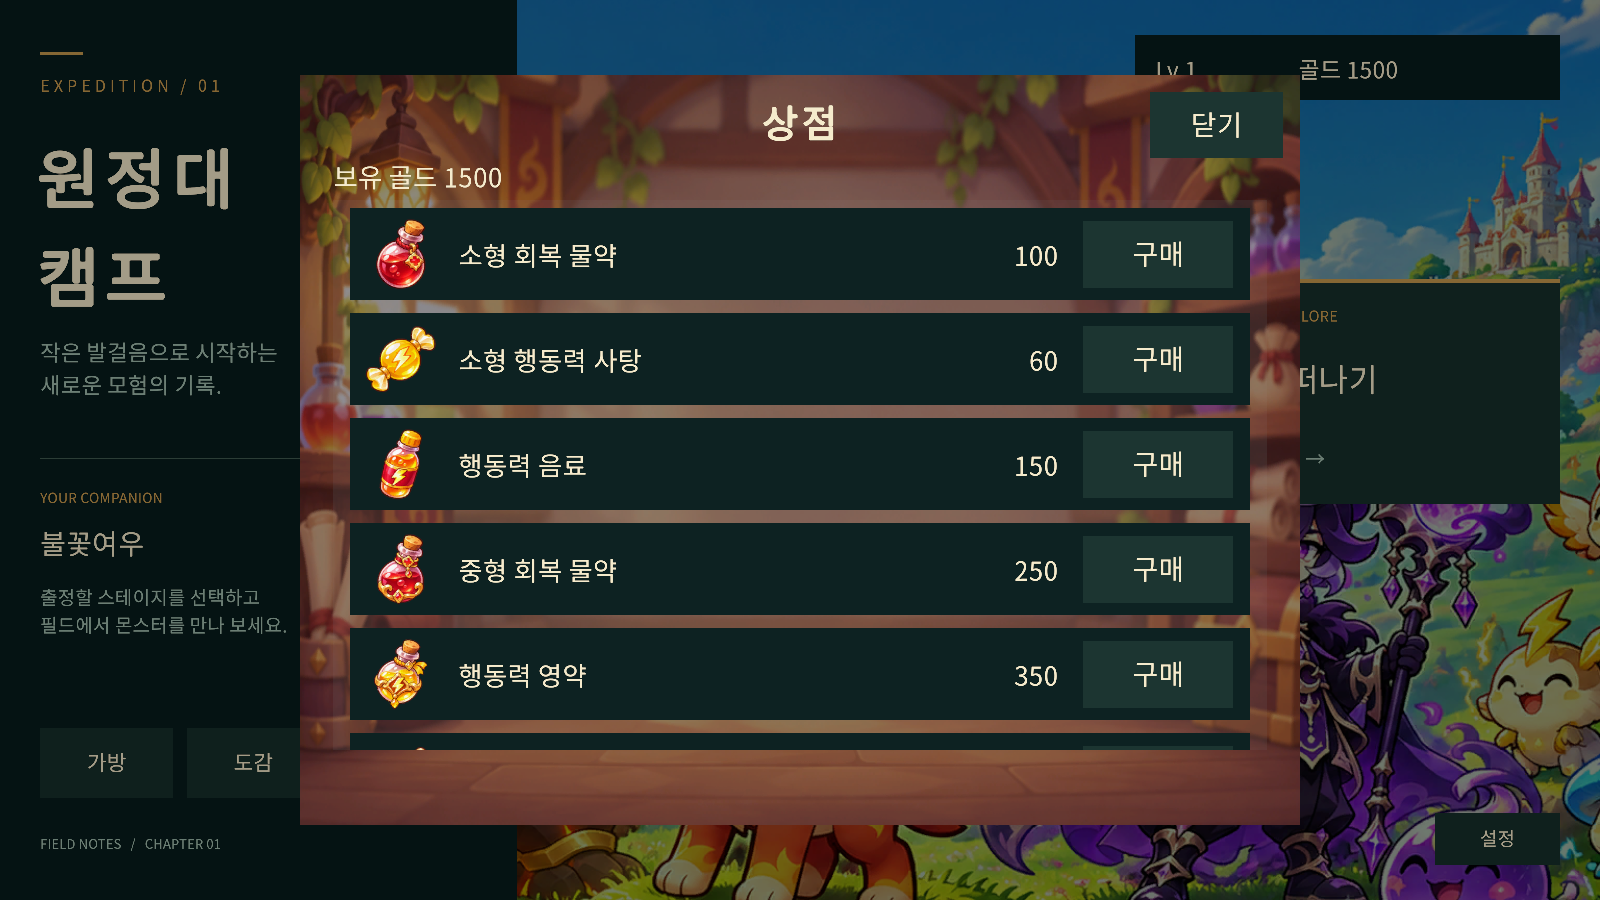 EXPEDITION / 01
원정대
캠프
작은 발걸음으로 시작하는
새로운 모험의 기록.
YOUR COMPANION
불꽃여우
출정할 스테이지를 선택하고
필드에서 몬스터를 만나 보세요.
가방
도감
FIELD NOTES / CHAPTER 01
Lv 1
골드 1500
상점
닫기
보유 골드 1500
소형 회복 물약
100
구매
소형 행동력 사탕
60
구매
행동력 음료
150
구매
중형 회복 물약
250
구매
행동력 영약
350
구매
LORE
떠나기
→
설정